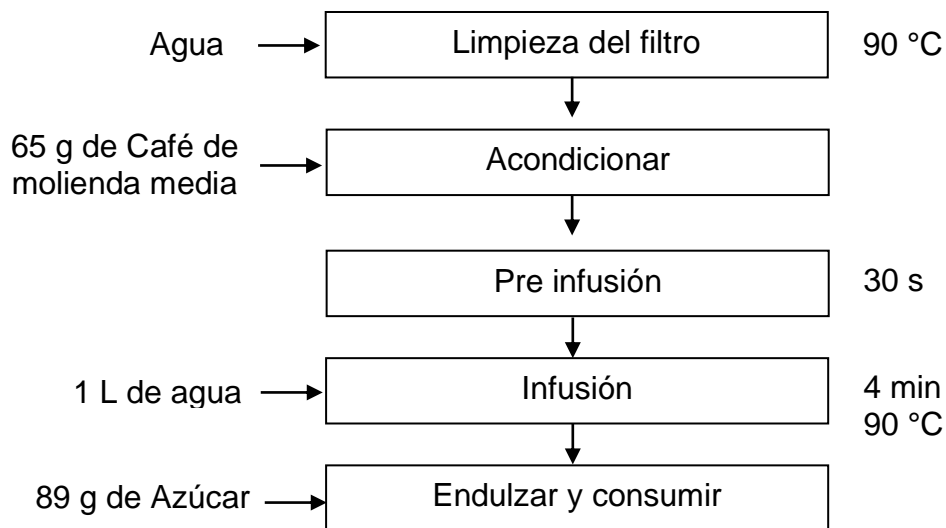 Agua
Limpieza del filtro
90 °C
65 g de Café de
molienda media
Acondicionar
Pre infusión
30 s
1 L de agua
Infusión
4 min
90 °C
89 g de Azúcar
Endulzar y consumir